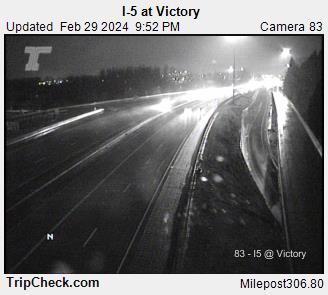 I-5 at Victory
Updated Feb 29 2024 9:52 PM Camera 83
T
N
83 - I5 @ Victory
TripCheck.com Milepost306.80